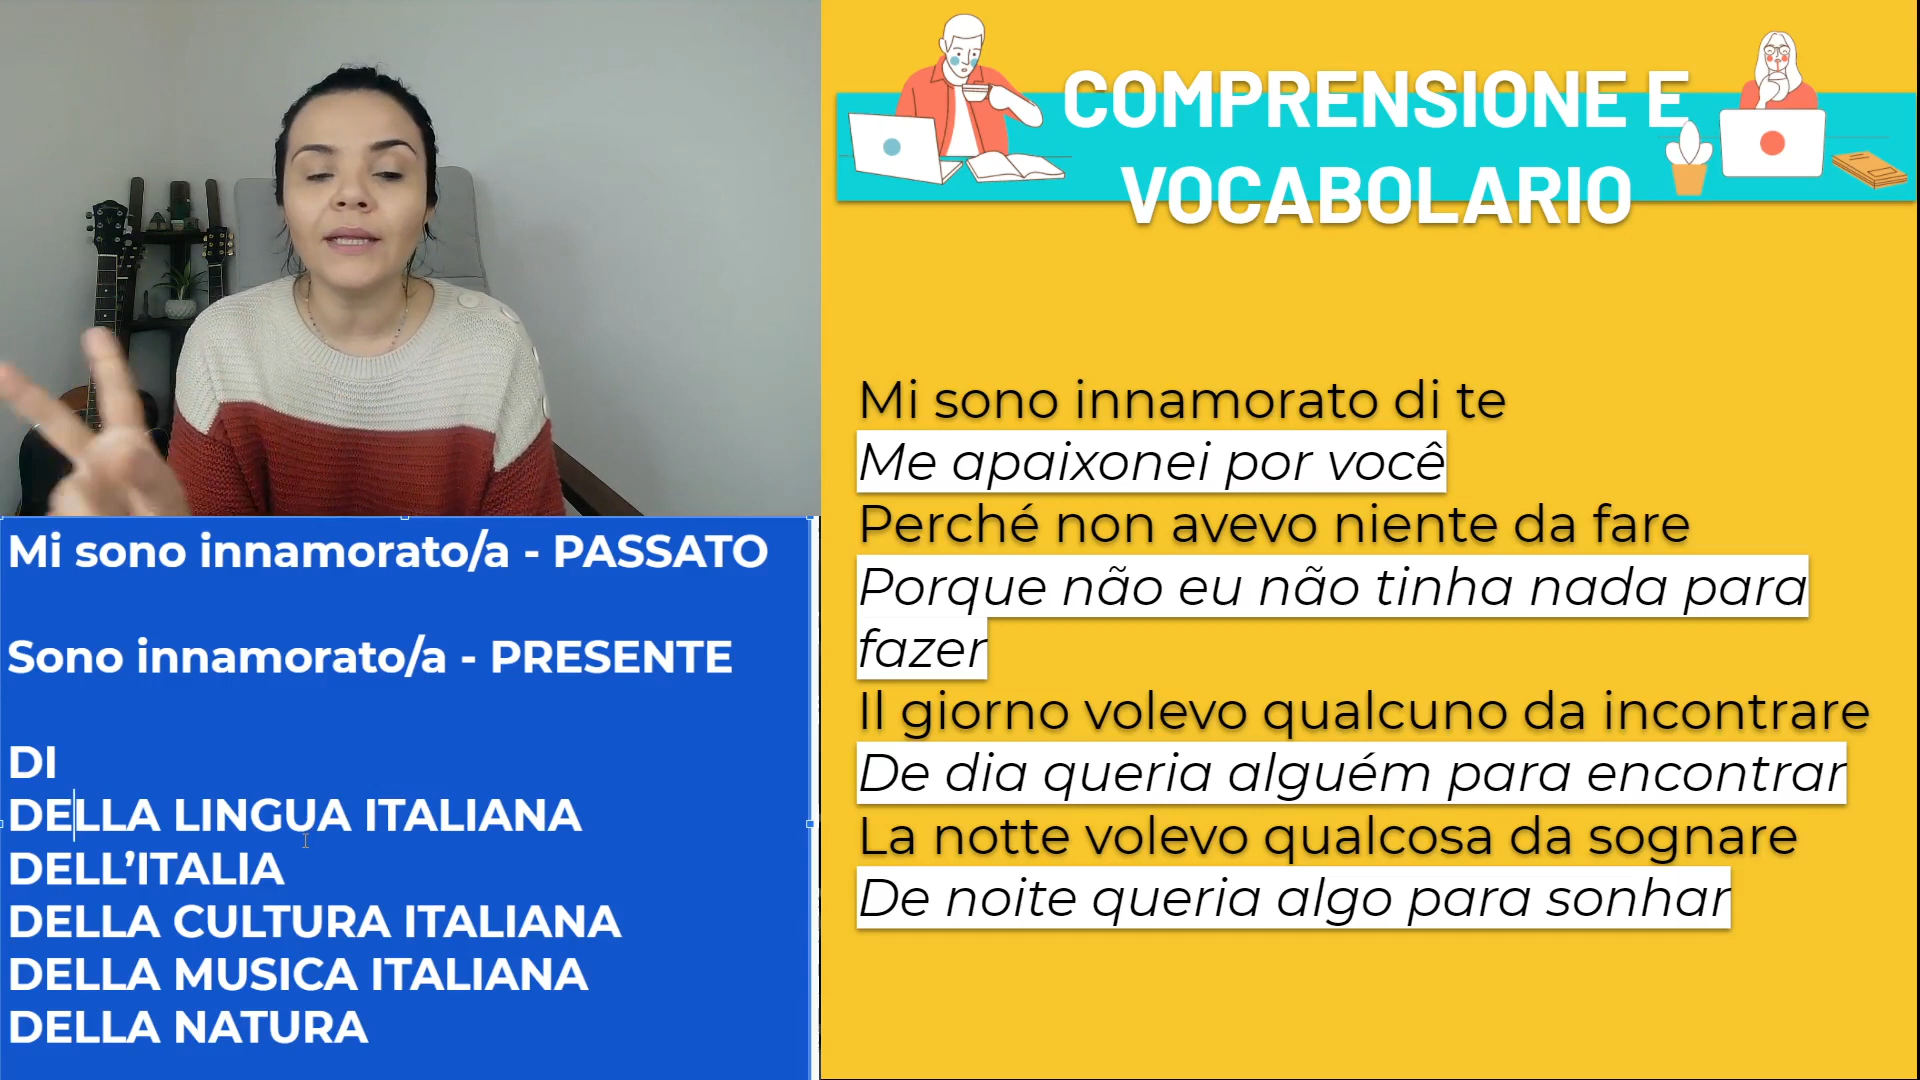 COMPRENSIONE E
VOCABOLARIO
Mi sono innamorato di te
Me apaixonei por você
Perché non avevo niente da fare
Porque não eu não tinha nada para
fazer
Il giorno volevo qualcuno da incontrare
De dia queria alguém para encontrar
La notte volevo qualcosa da sognare
De noite queria algo para sonhar
Mi sono innamorato/a - PASSATO
Sono innamorato/a - PRESENTE
DI
DELLA LINGUA ITALIANA
DELL’ITALIA
DELLA CULTURA ITALIANA
DELLA MUSICA ITALIANA
DELLA NATURA